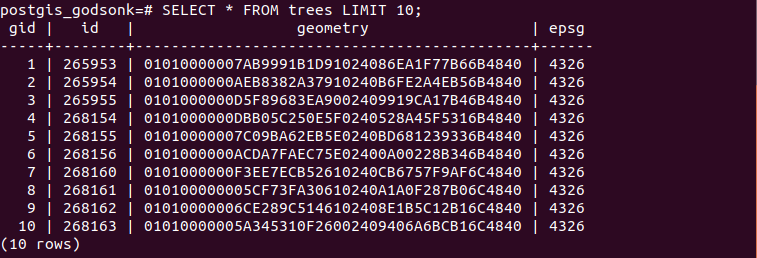 postgis_godsonk=# SELECT * FROM trees LIMIT 10;
 gid |   id   |                  geometry                  | epsg
-----+--------+--------------------------------------------+------
   1 | 265953 | 01010000007AB9991B1D91024086EA1F77B66B4840 | 4326
   2 | 265954 | 0101000000AEB8382A37910240B6FE2A4EB56B4840 | 4326
   3 | 265955 | 0101000000D5F89683EA9002409919CA17B46B4840 | 4326
   4 | 268154 | 0101000000DBB05C250E5F0240528A45F5316B4840 | 4326
   5 | 268155 | 01010000007C09BA62EB5E0240BD681239336B4840 | 4326
   6 | 268156 | 0101000000ACDA7FAEC75E02400A00228B346B4840 | 4326
   7 | 268160 | 0101000000F3EE7ECB52610240CB6757F9AF6C4840 | 4326
   8 | 268161 | 01010000005CF73FA30610240A1A0F287B06C4840 | 4326
   9 | 268162 | 01010000006CE289C5146102408E1B5C12B16C4840 | 4326
  10 | 268163 | 01010000005A345310F26002409406A6BCB16C4840 | 4326
(10 rows)